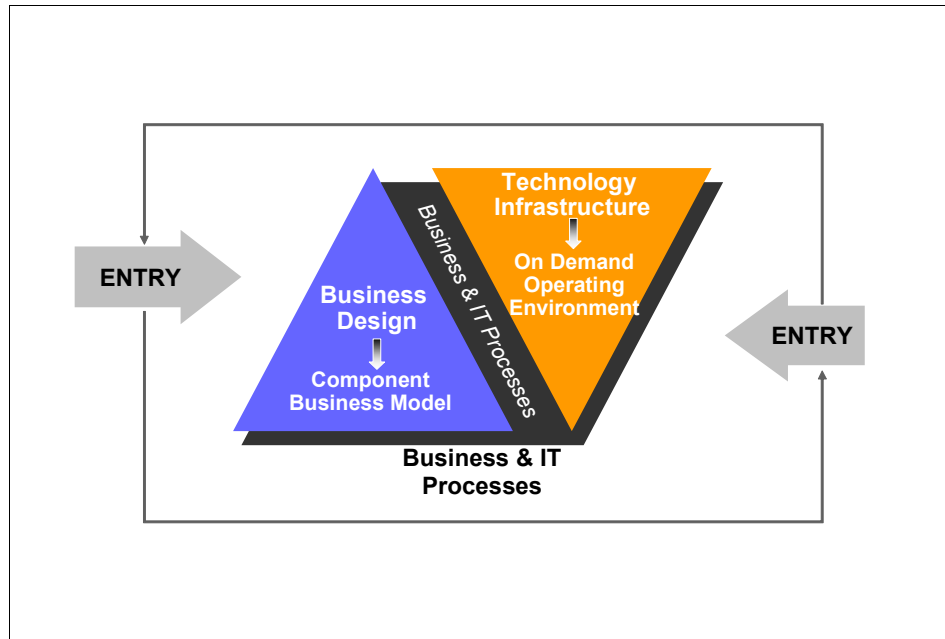 ENTRY
Business
Design
Component
Business Model
Business & IT Processes
Technology
Infrastructure
On Demand
Operating
Environment
ENTRY
Business & IT
Processes